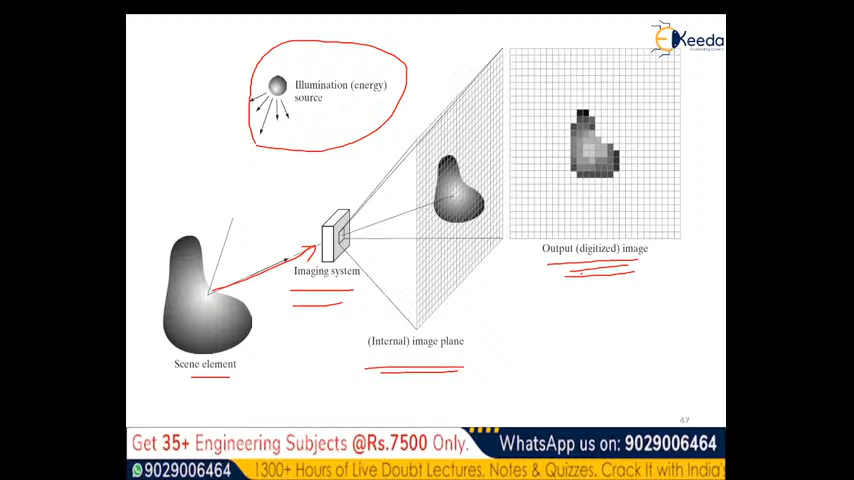 Ekeeda
Illumination (energy)
source
Output (digitized) image
Imaging system
(Internal) image plane
Scene element
47
Get 35+ Engineering Subjects @Rs.7500 Only.
WhatsApp us on: 9029006464
9029006464
1300+ Hours of Live Doubt Lectures, Notes & Quizzes. Crack It with India's